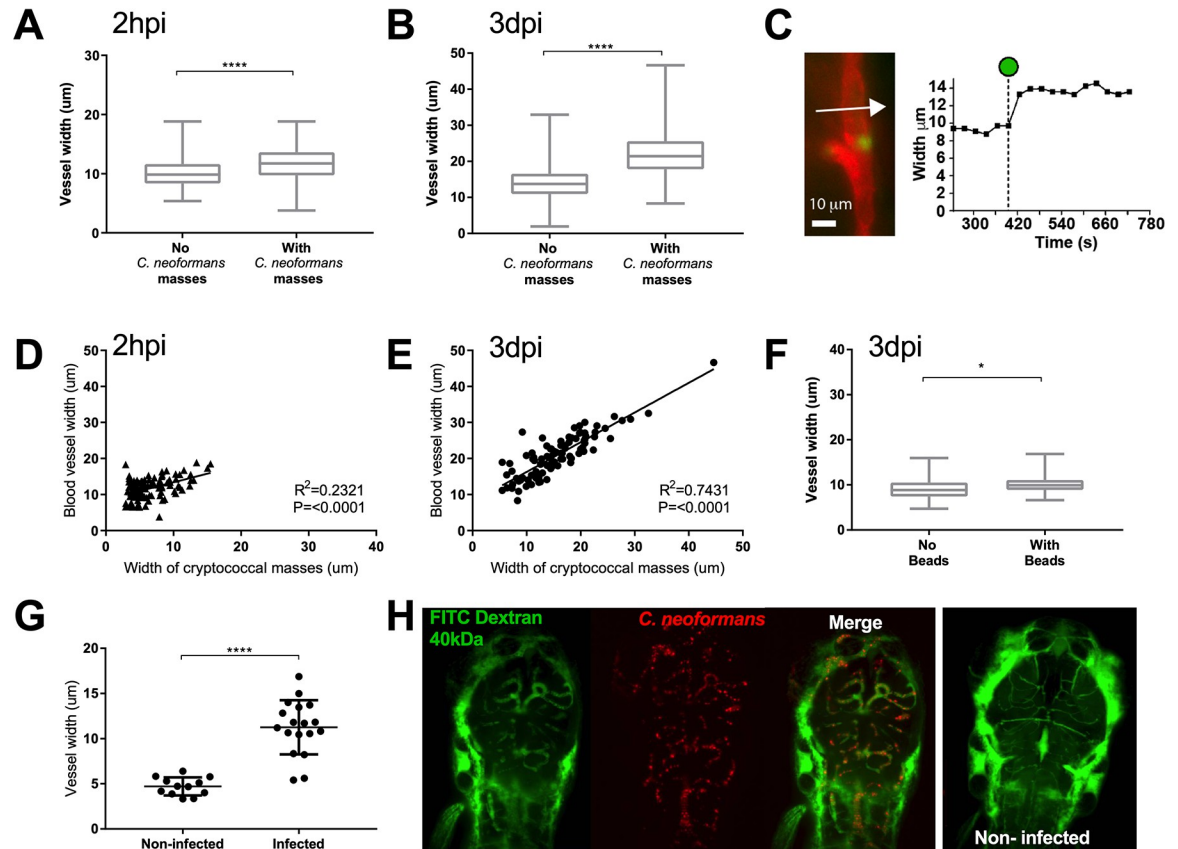 A
2hpi
****
30
20
10
0
Vessel width (um)
No
C. neoformans
masses
With
C. neoformans
masses
B
3dpi
****
50
40
30
20
10
0
Vessel width (um)
No
C. neoformans
masses
With
C. neoformans
masses
C
10 μm
14
12
10
8
6
4
2
0
Width μm
300 420 540 660 780
Time (s)
D
2hpi
50
40
30
20
10
0
Blood vessel width (um)
R2=0.2321
P=<0.0001
0 10 20 30 40
Width of cryptococcal masses (um)
E
3dpi
50
40
30
20
10
0
Blood vessel width (um)
R2=0.7431
P=<0.0001
0 10 20 30 40 50
Width of cryptococcal masses (um)
F
3dpi
*
40
30
20
10
0
Vessel width (um)
No
Beads
With
Beads
G
****
20
15
10
5
0
Vessel width (um)
Non-infected
Infected
H
FITC Dextran
40kDa
C. neoformans
Merge
Non- infected